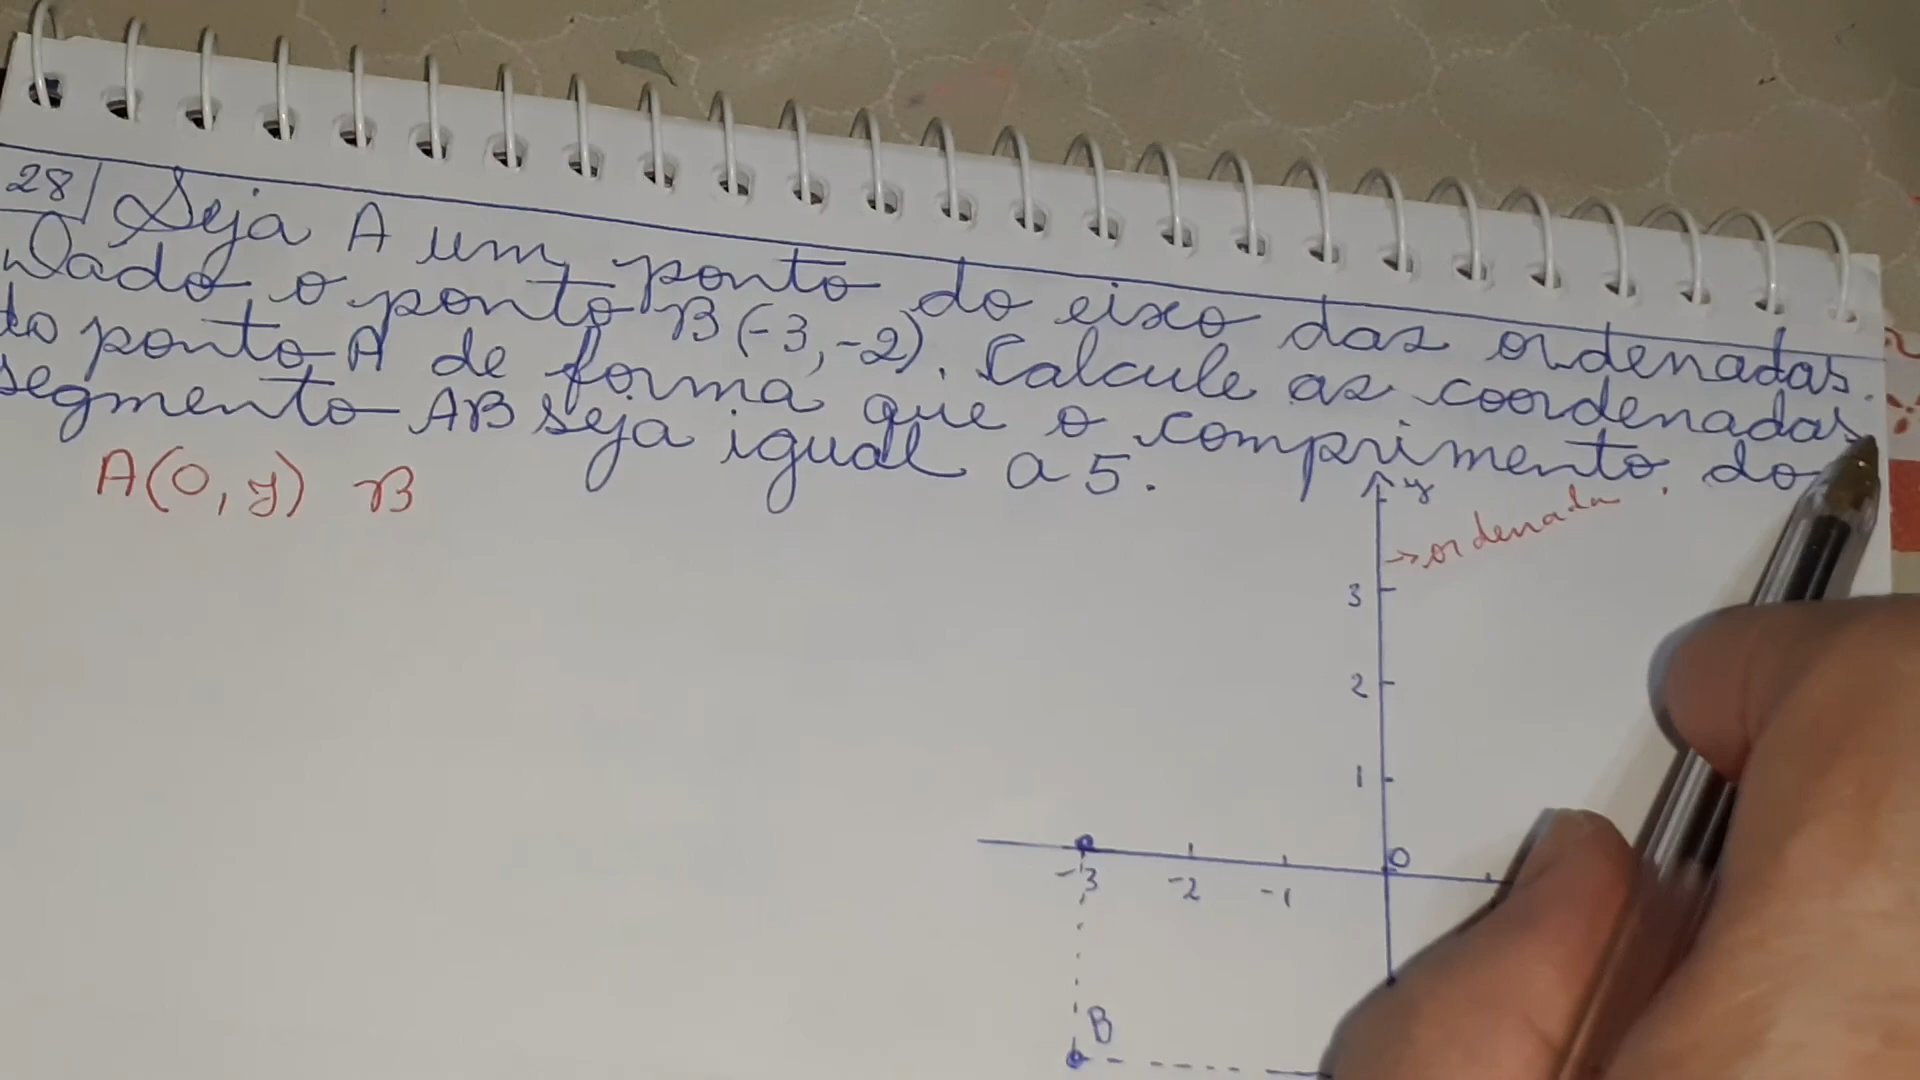 28 Seja A um ponto do eixo das ordenadas.
Dado o ponto B(-3,-2). Calcule as coordenadas
do ponto A de forma que o comprimento do
segmento AB seja igual a 5.
A(0,y) B
y
→ordenada
3
2
1
0
-3 -2 -1
B